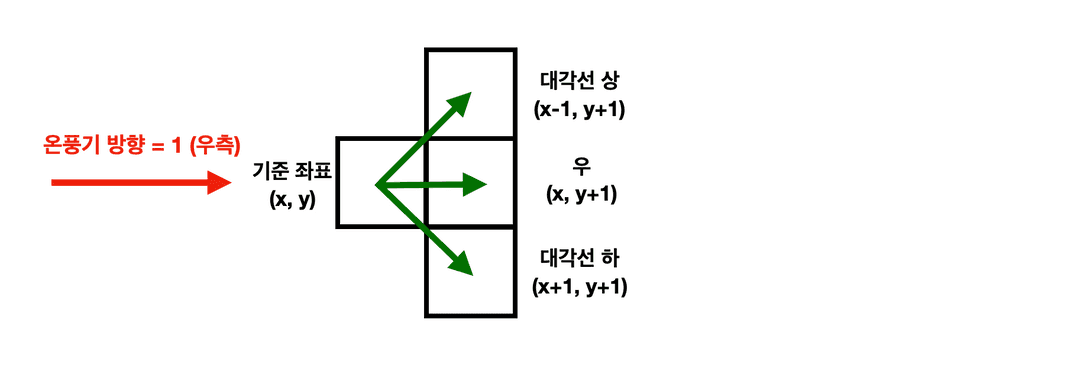 온풍기 방향 = 1 (우측)
기준 좌표
(x, y)
대각선 상
(x-1, y+1)
우
(x, y+1)
대각선 하
(x+1, y+1)